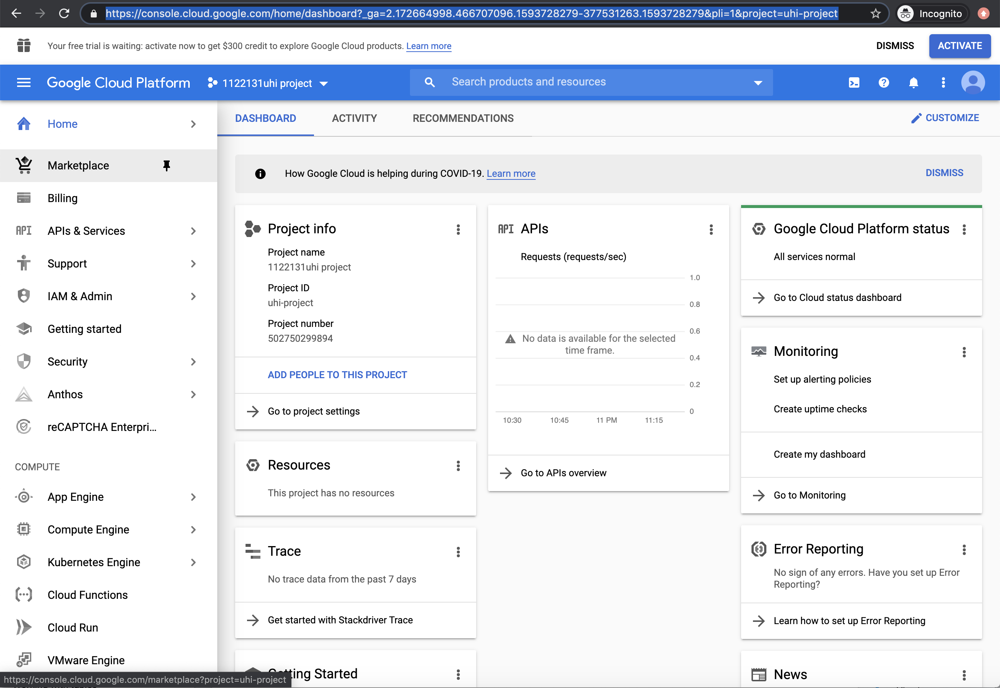 https://console.cloud.google.com/home/dashboard?_ga=2.172664998.466707096.1593728279-377531263.1593728279&pli=1&project=uhi-project
Incognito
Your free trial is waiting: activate now to get $300 credit to explore Google Cloud products. Learn more
DISMISS
ACTIVATE
Google Cloud Platform
1122131uhi project
Search products and resources
Home
Marketplace
Billing
API APIs & Services
Support
IAM & Admin
Getting started
Security
Anthos
reCAPTCHA Enterpri...
COMPUTE
App Engine
Compute Engine
Kubernetes Engine
Cloud Functions
Cloud Run
VMware Engine
https://console.cloud.google.com/marketplace?project=uhi-project
DASHBOARD
ACTIVITY
RECOMMENDATIONS
CUSTOMIZE
How Google Cloud is helping during COVID-19. Learn more
DISMISS
Project info
Project name
1122131uhi project
Project ID
uhi-project
Project number
502750299894
ADD PEOPLE TO THIS PROJECT
Go to project settings
Resources
This project has no resources
Trace
No trace data from the past 7 days
Get started with Stackdriver Trace
Getting Started
API APIs
Requests (requests/sec)
1.0
0.8
0.6
No data is available for the selected
time frame.
0.4
0.2
0
10:30
10:45
11 PM
11:15
Go to APIs overview
Google Cloud Platform status
All services normal
Go to Cloud status dashboard
Monitoring
Set up alerting policies
Create uptime checks
Create my dashboard
Go to Monitoring
Error Reporting
No sign of any errors. Have you set up Error
Reporting?
Learn how to set up Error Reporting
News